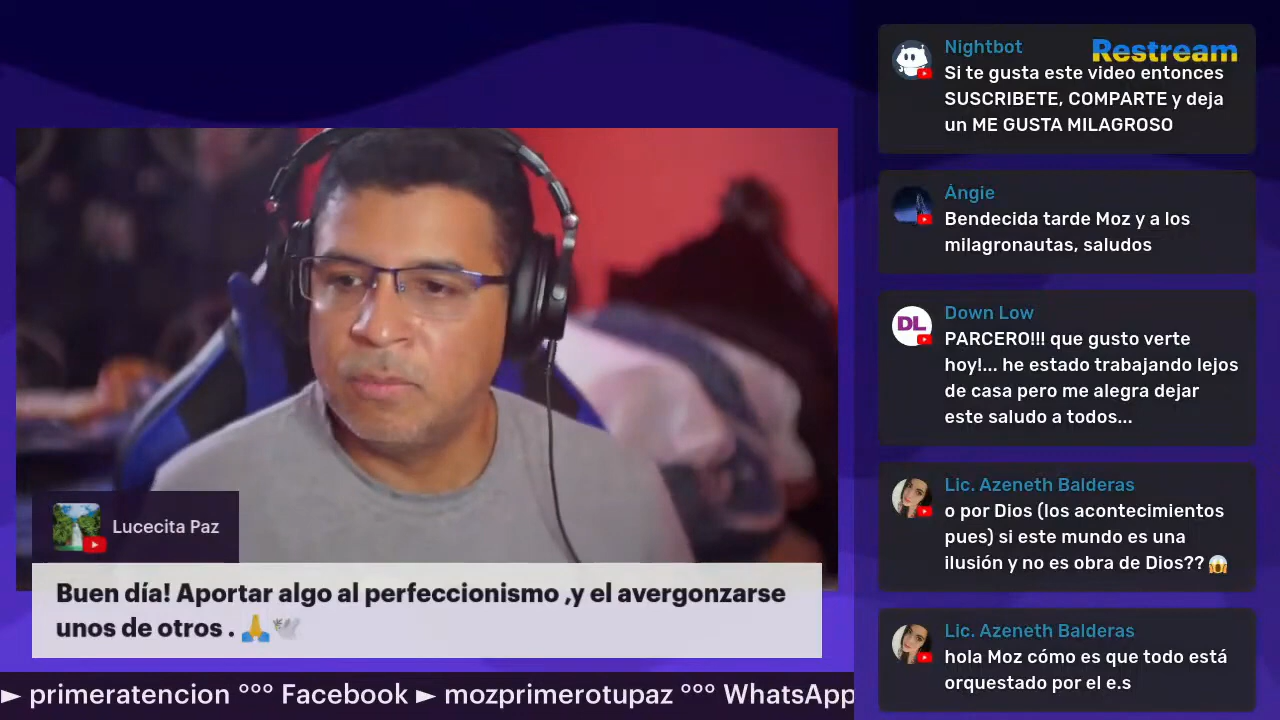 Lucecita Paz
Buen día! Aportar algo al perfeccionismo ,y el avergonzarse
unos de otros . 🙏🕊️
► primeratencion °°° Facebook ► mozprimerotupaz °°° WhatsApp
Restream
Nightbot
Si te gusta este video entonces
SUSCRIBETE, COMPARTE y deja
un ME GUSTA MILAGROSO
Ángie
Bendecida tarde Moz y a los
milagronautas, saludos
DL
Down Low
PARCERO!!! que gusto verte
hoy!... he estado trabajando lejos
de casa pero me alegra dejar
este saludo a todos...
Lic. Azeneth Balderas
o por Dios (los acontecimientos
pues) si este mundo es una
ilusión y no es obra de Dios?? 😱
Lic. Azeneth Balderas
hola Moz cómo es que todo está
orquestado por el e.s